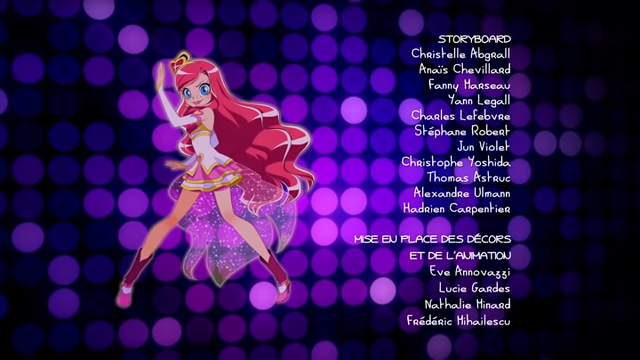 STORYBOARD
Christelle Abgrall
Anaïs Chevillard
Fanny Marseau
Yann Legall
Charles Lefebvre
Stéphane Robert
Jun Violet
Christophe Yoshida
Thomas Astruc
Alexandre Ulmann
Hadrien Carpentier
MISE EN PLACE DES DÉCORS
ET DE L'ANIMATION
Eve Annovazzi
Lucie Gardes
Nathalie Minard
Frédéric Mihailescu